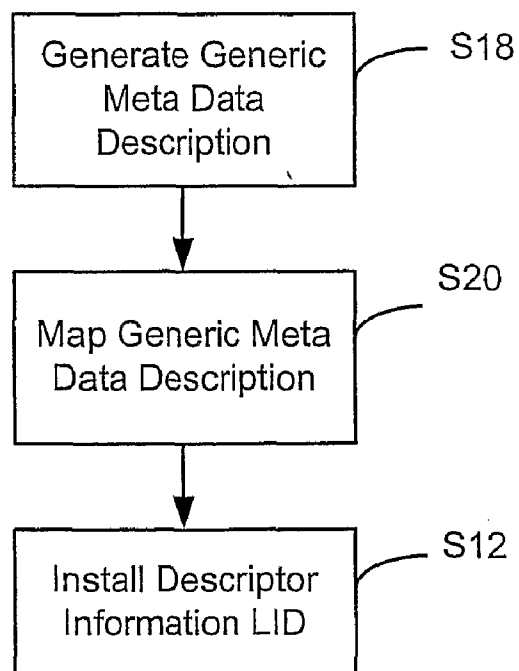 Generate Generic
Meta Data
Description
S18
Map Generic Meta
Data Description
S20
Install Descriptor
Information LID
S12